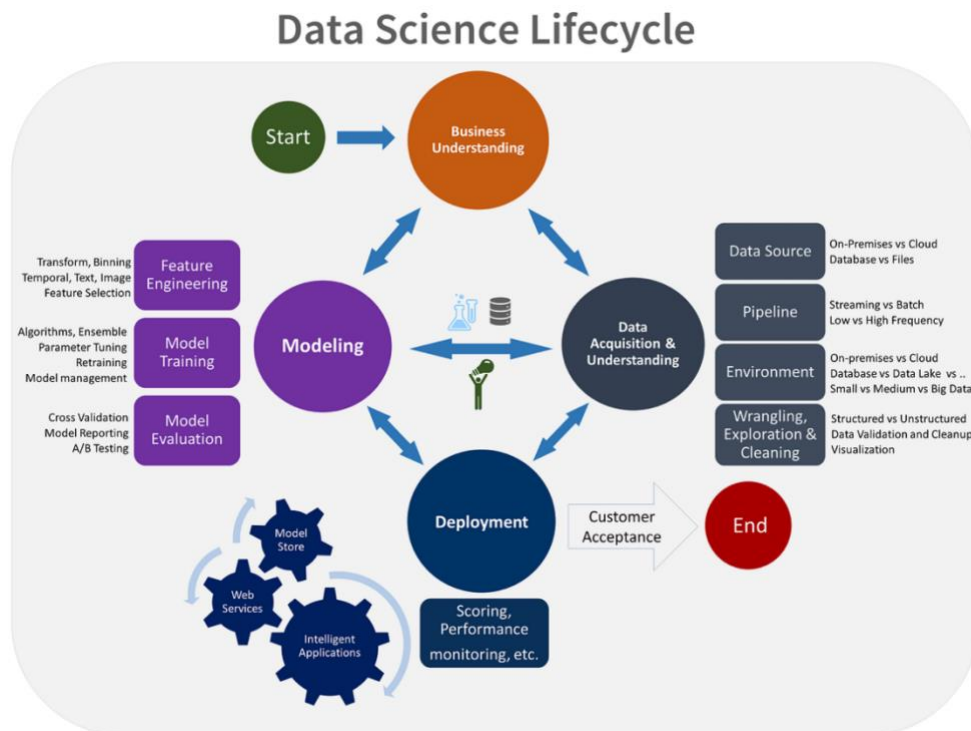 Data Science Lifecycle
Start
Business
Understanding
Transform, Binning
Temporal, Text, Image
Feature Selection
Feature
Engineering
Algorithms, Ensemble
Parameter Tuning
Retraining
Model management
Model
Training
Cross Validation
Model Reporting
A/B Testing
Model
Evaluation
Modeling
Data
Acquisition &
Understanding
Data Source
On-Premises vs Cloud
Database vs Files
Pipeline
Streaming vs Batch
Low vs High Frequency
Environment
On-premises vs Cloud
Database vs Data Lake vs ..
Small vs Medium vs Big Data
Wrangling,
Exploration &
Cleaning
Structured vs Unstructured
Data Validation and Cleanup
Visualization
Deployment
Customer
Acceptance
End
Scoring,
Performance
monitoring, etc.
Model
Store
Web
Services
Intelligent
Applications